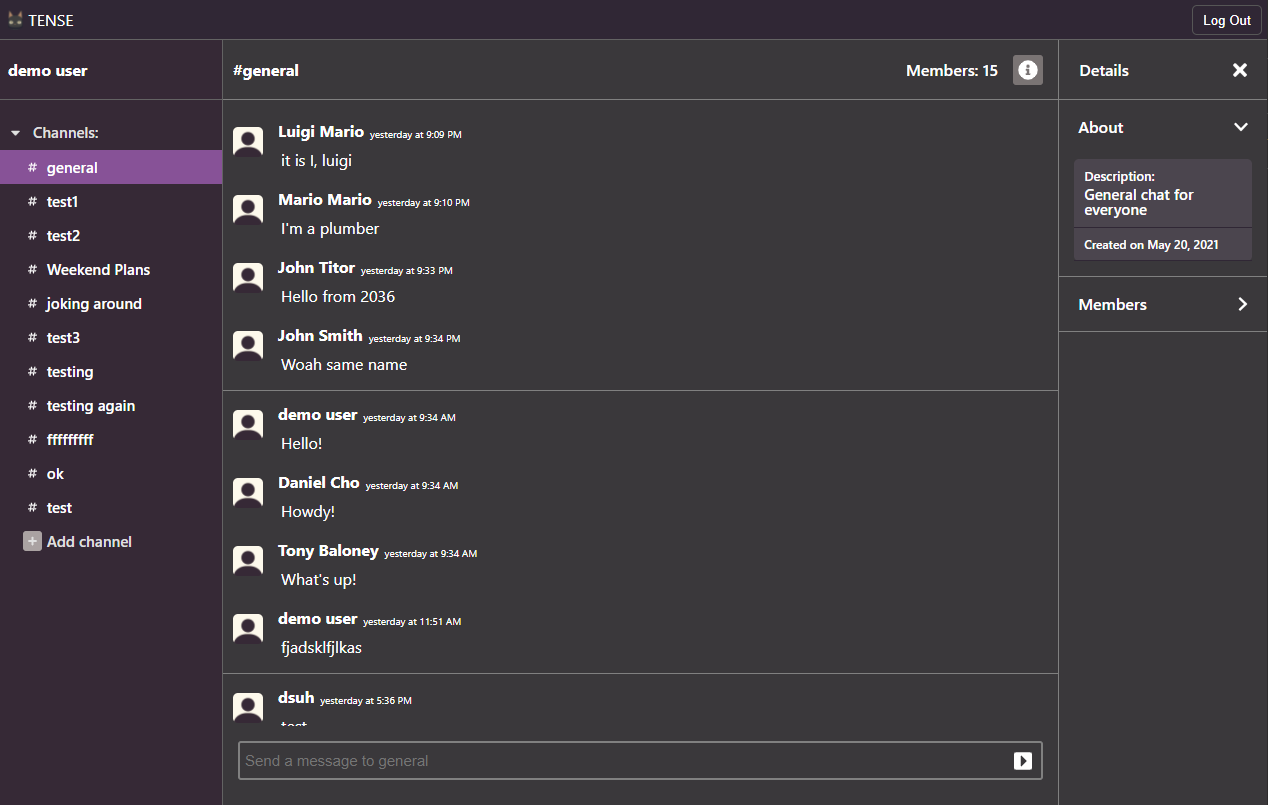 TENSE
Log Out
demo user
Channels:
# general
# test1
# test2
# Weekend Plans
# joking around
# test3
# testing
# testing again
# fffffffff
# ok
# test
+ Add channel
#general
Members: 15
Luigi Mario yesterday at 9:09 PM
it is I, luigi
Mario Mario yesterday at 9:10 PM
I'm a plumber
John Titor yesterday at 9:33 PM
Hello from 2036
John Smith yesterday at 9:34 PM
Woah same name
demo user yesterday at 9:34 AM
Hello!
Daniel Cho yesterday at 9:34 AM
Howdy!
Tony Baloney yesterday at 9:34 AM
What's up!
demo user yesterday at 11:51 AM
fjadsklfjlkas
dsuh yesterday at 5:36 PM
test
Send a message to general
Details
About
Description:
General chat for
everyone
Created on May 20, 2021
Members